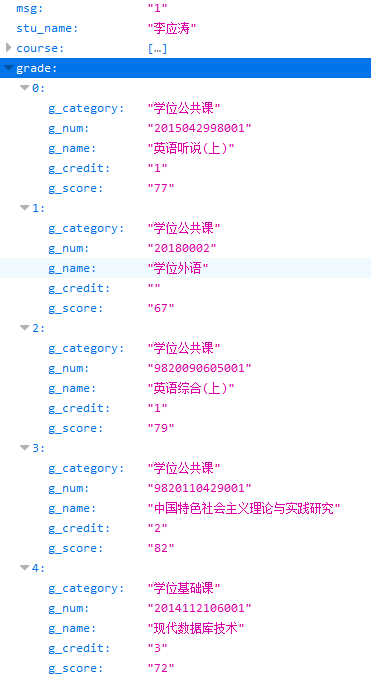 msg: "1"
stu_name: "李应涛"
course: […]
grade:
0:
g_category: "学位公共课"
g_num: "2015042998001"
g_name: "英语听说(上)"
g_credit: "1"
g_score: "77"
1:
g_category: "学位公共课"
g_num: "20180002"
g_name: "学位外语"
g_credit: ""
g_score: "67"
2:
g_category: "学位公共课"
g_num: "9820090605001"
g_name: "英语综合(上)"
g_credit: "1"
g_score: "79"
3:
g_category: "学位公共课"
g_num: "9820110429001"
g_name: "中国特色社会主义理论与实践研究"
g_credit: "2"
g_score: "82"
4:
g_category: "学位基础课"
g_num: "2014112106001"
g_name: "现代数据库技术"
g_credit: "3"
g_score: "72"